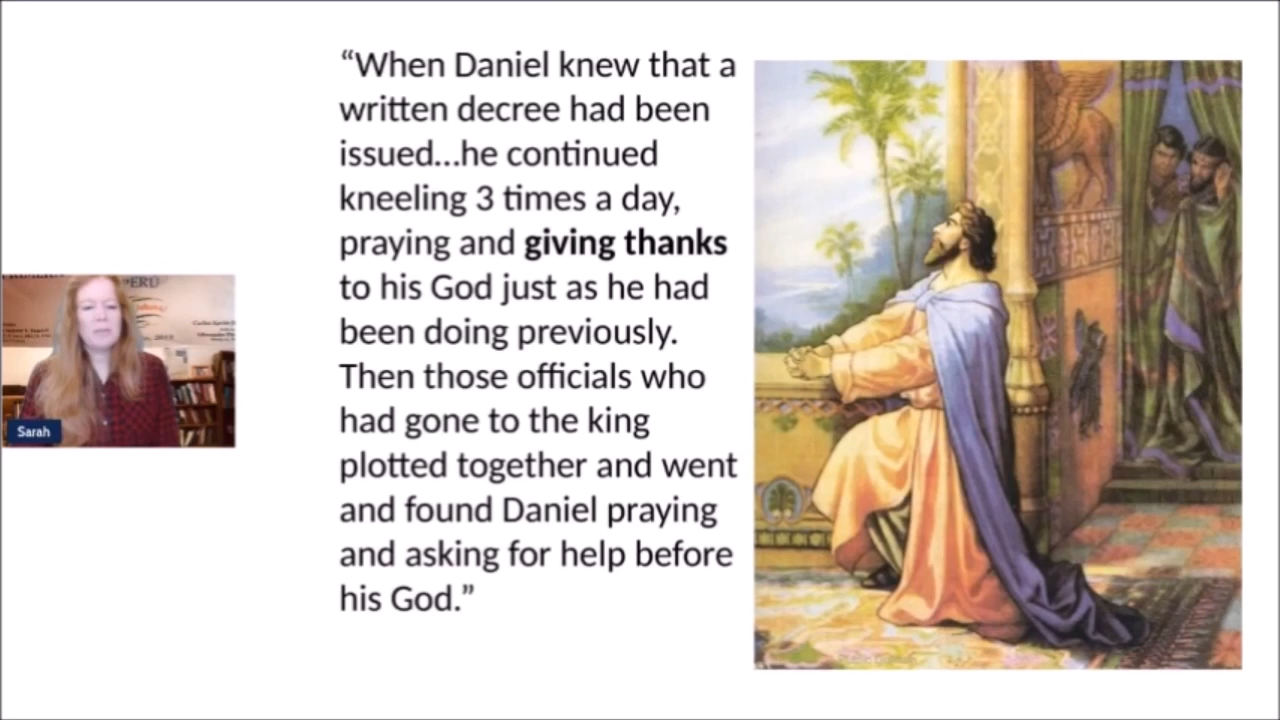 “When Daniel knew that a
written decree had been
issued...he continued
kneeling 3 times a day,
praying and giving thanks
to his God just as he had
been doing previously.
Then those officials who
had gone to the king
plotted together and went
and found Daniel praying
and asking for help before
his God.”
PERÚ
Sarah